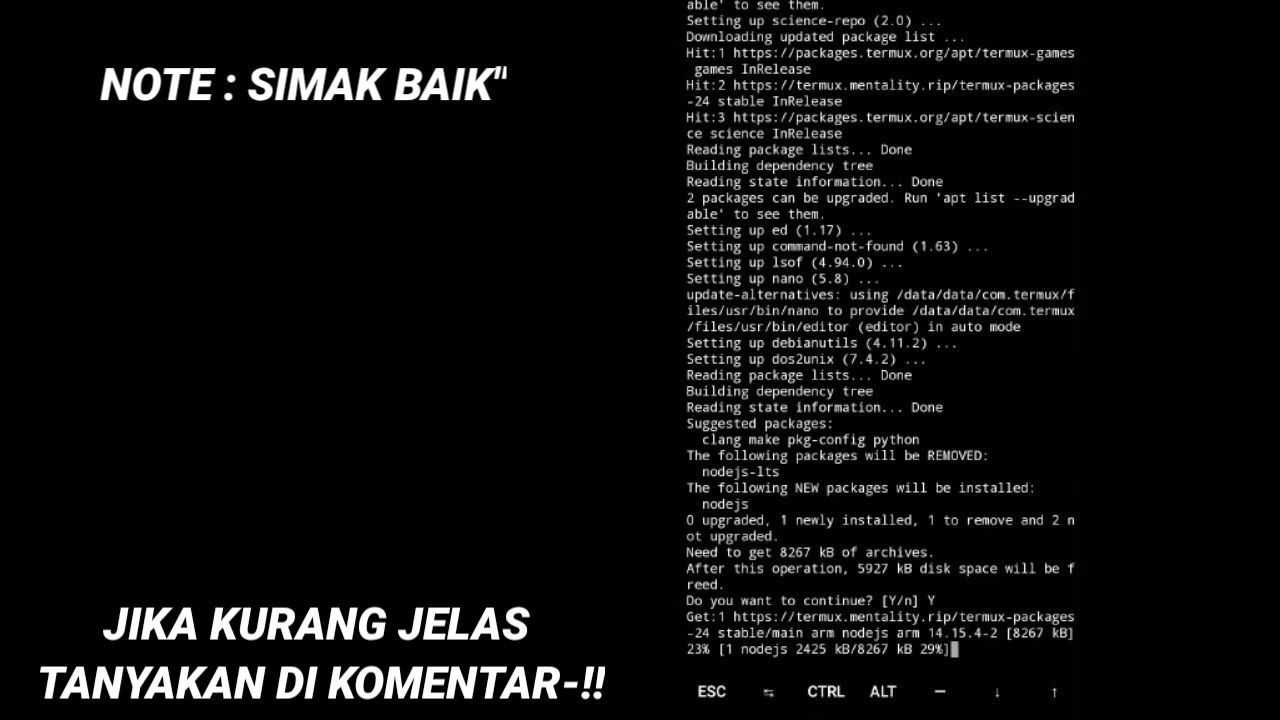 NOTE : SIMAK BAIK"
JIKA KURANG JELAS
TANYAKAN DI KOMENTAR-!!
able' to see them.
Setting up science-repo (2.0) ...
Downloading updated package list ...
Hit:1 https://packages.termux.org/apt/termux-games
 games InRelease
Hit:2 https://termux.mentality.rip/termux-packages
-24 stable InRelease
Hit:3 https://packages.termux.org/apt/termux-scien
ce science InRelease
Reading package lists... Done
Building dependency tree
Reading state information... Done
2 packages can be upgraded. Run 'apt list --upgrad
able' to see them.
Setting up ed (1.17) ...
Setting up command-not-found (1.63) ...
Setting up lsof (4.94.0) ...
Setting up nano (5.8) ...
update-alternatives: using /data/data/com.termux/f
iles/usr/bin/nano to provide /data/data/com.termux
/files/usr/bin/editor (editor) in auto mode
Setting up debianutils (4.11.2) ...
Setting up dos2unix (7.4.2) ...
Reading package lists... Done
Building dependency tree
Reading state information... Done
Suggested packages:
  clang make pkg-config python
The following packages will be REMOVED:
  nodejs-lts
The following NEW packages will be installed:
  nodejs
0 upgraded, 1 newly installed, 1 to remove and 2 n
ot upgraded.
Need to get 8267 kB of archives.
After this operation, 5927 kB disk space will be f
reed.
Do you want to continue? [Y/n] Y
Get:1 https://termux.mentality.rip/termux-packages
-24 stable/main arm nodejs arm 14.15.4-2 [8267 kB]
23% [1 nodejs 2425 kB/8267 kB 29%]
ESC ⇆ CTRL ALT — ↓ ↑